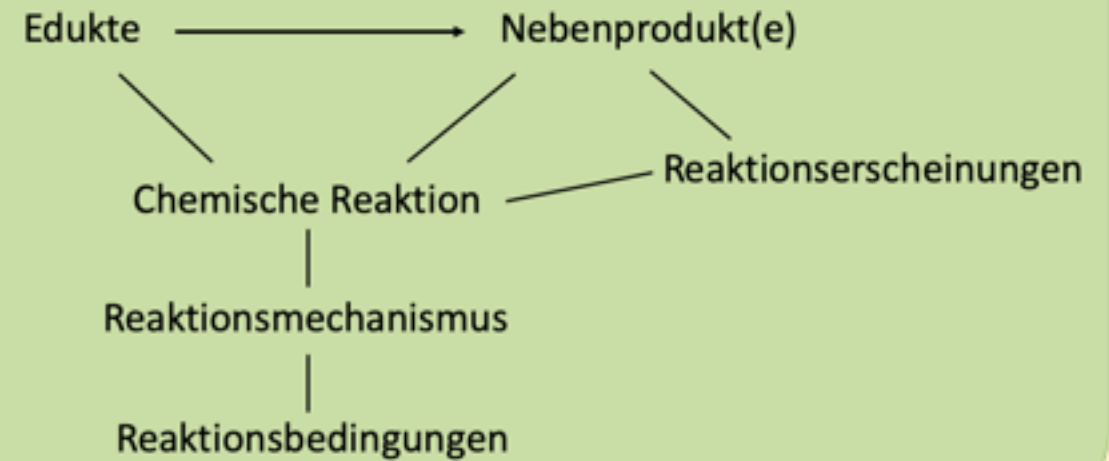 Edukte
Nebenprodukt(e)
Reaktionserscheinungen
Chemische Reaktion
Reaktionsmechanismus
Reaktionsbedingungen